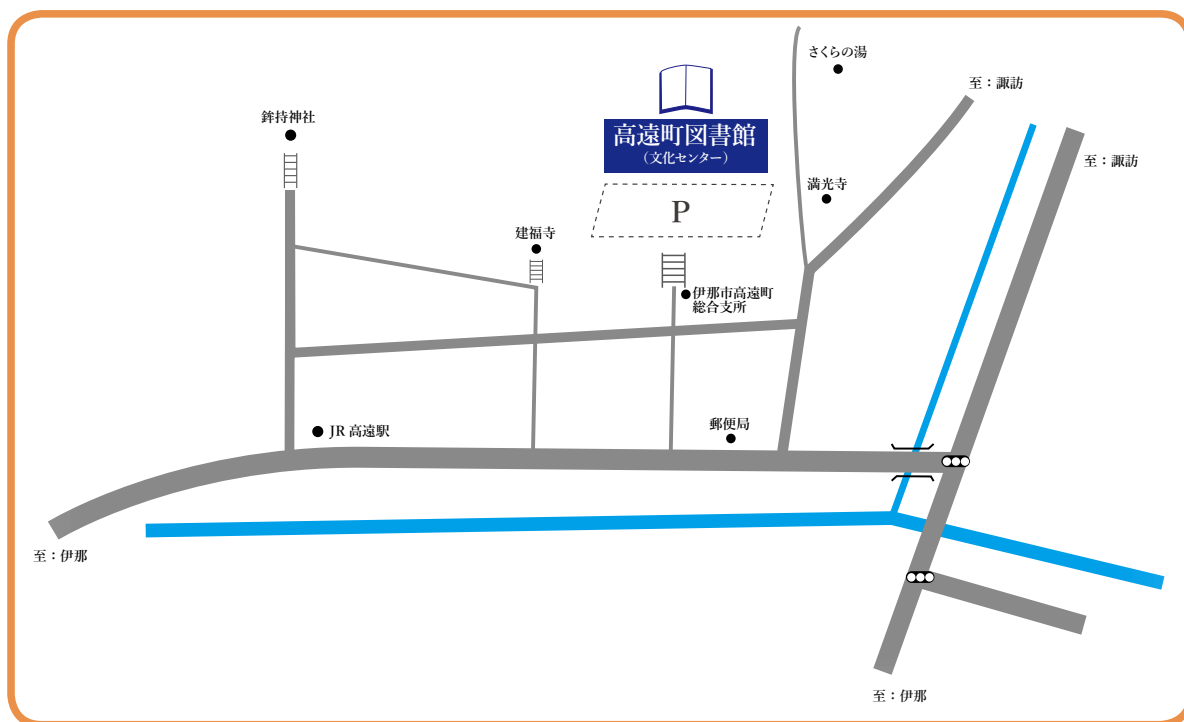 さくらの湯
至：諏訪
鉾持神社
高遠町図書館
（文化センター）
至：諏訪
満光寺
P
建福寺
伊那市高遠町
総合支所
郵便局
JR 高遠駅
至：伊那
至：伊那